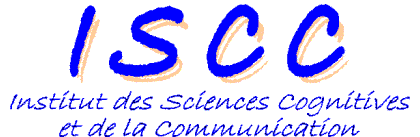 ISCC
Institut des Sciences Cognitives
et de la Communication